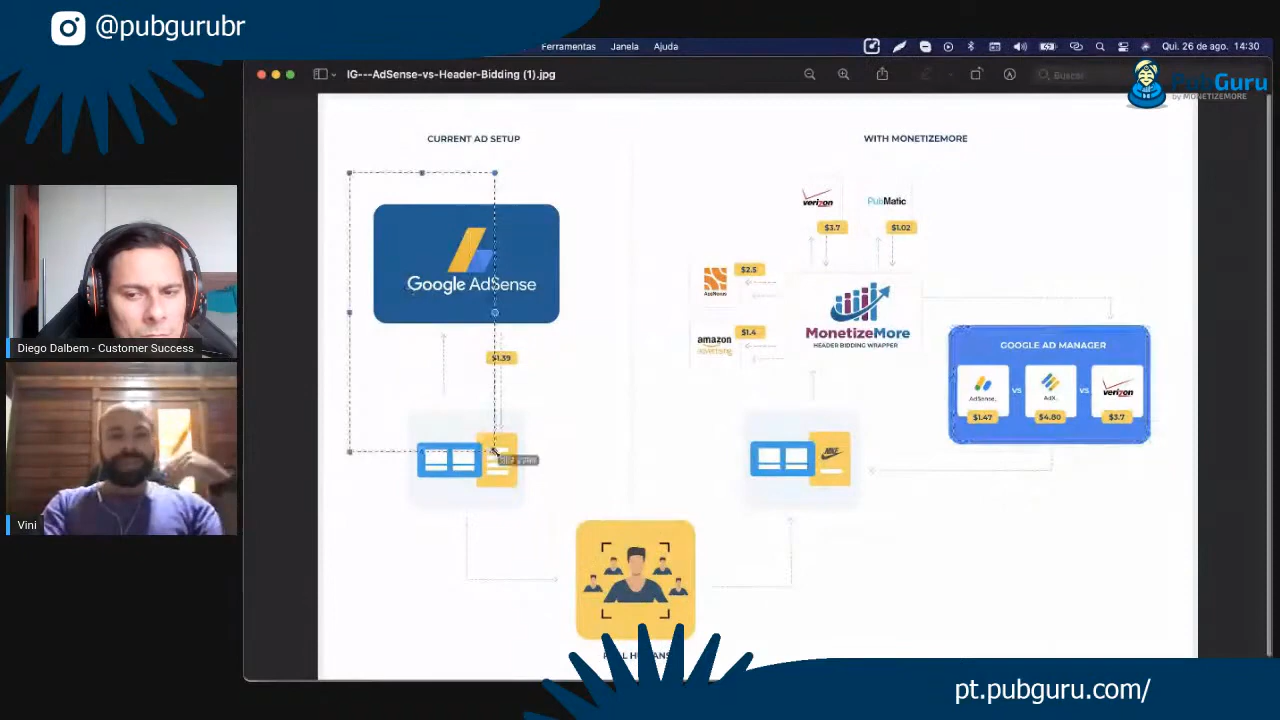 @pubgurubr
Ferramentas Janela Ajuda
Qui. 26 de ago. 14:30
IG---AdSense-vs-Header-Bidding (1).jpg
Buscar
PubGuru
by MONETIZEMORE
CURRENT AD SETUP
WITH MONETIZEMORE
verizon
PubMatic
$3.7
$1.02
Google AdSense
AppNexus
$2.5
MonetizeMore
HEADER BIDDING WRAPPER
amazon
advertising
$1.4
GOOGLE AD MANAGER
AdSense
VS
AdX
VS
verizon
$1.47
$4.80
$3.7
$1.39
Diego Dalbem - Customer Success
Vini
pt.pubguru.com/